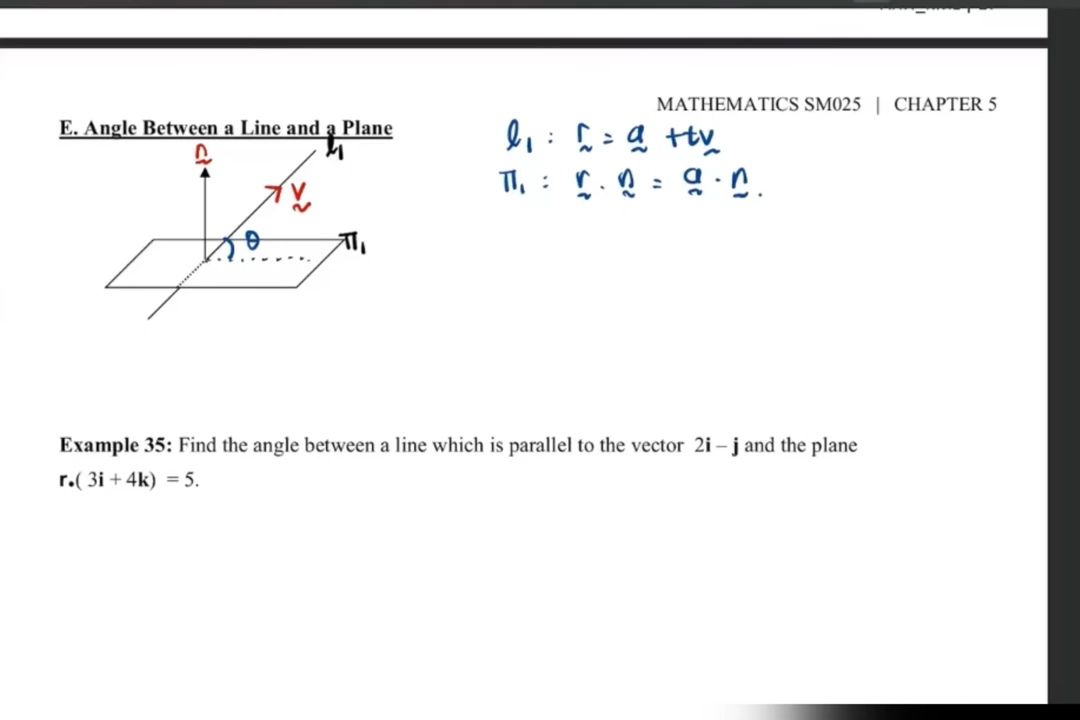 MATHEMATICS SM025 | CHAPTER 5
E. Angle Between a Line and a Plane
l₁ : r = a + tv
π₁ : r . n = a . n .
n
l₁
v
θ
π₁
Example 35: Find the angle between a line which is parallel to the vector 2i – j and the plane
r.( 3i + 4k) = 5.